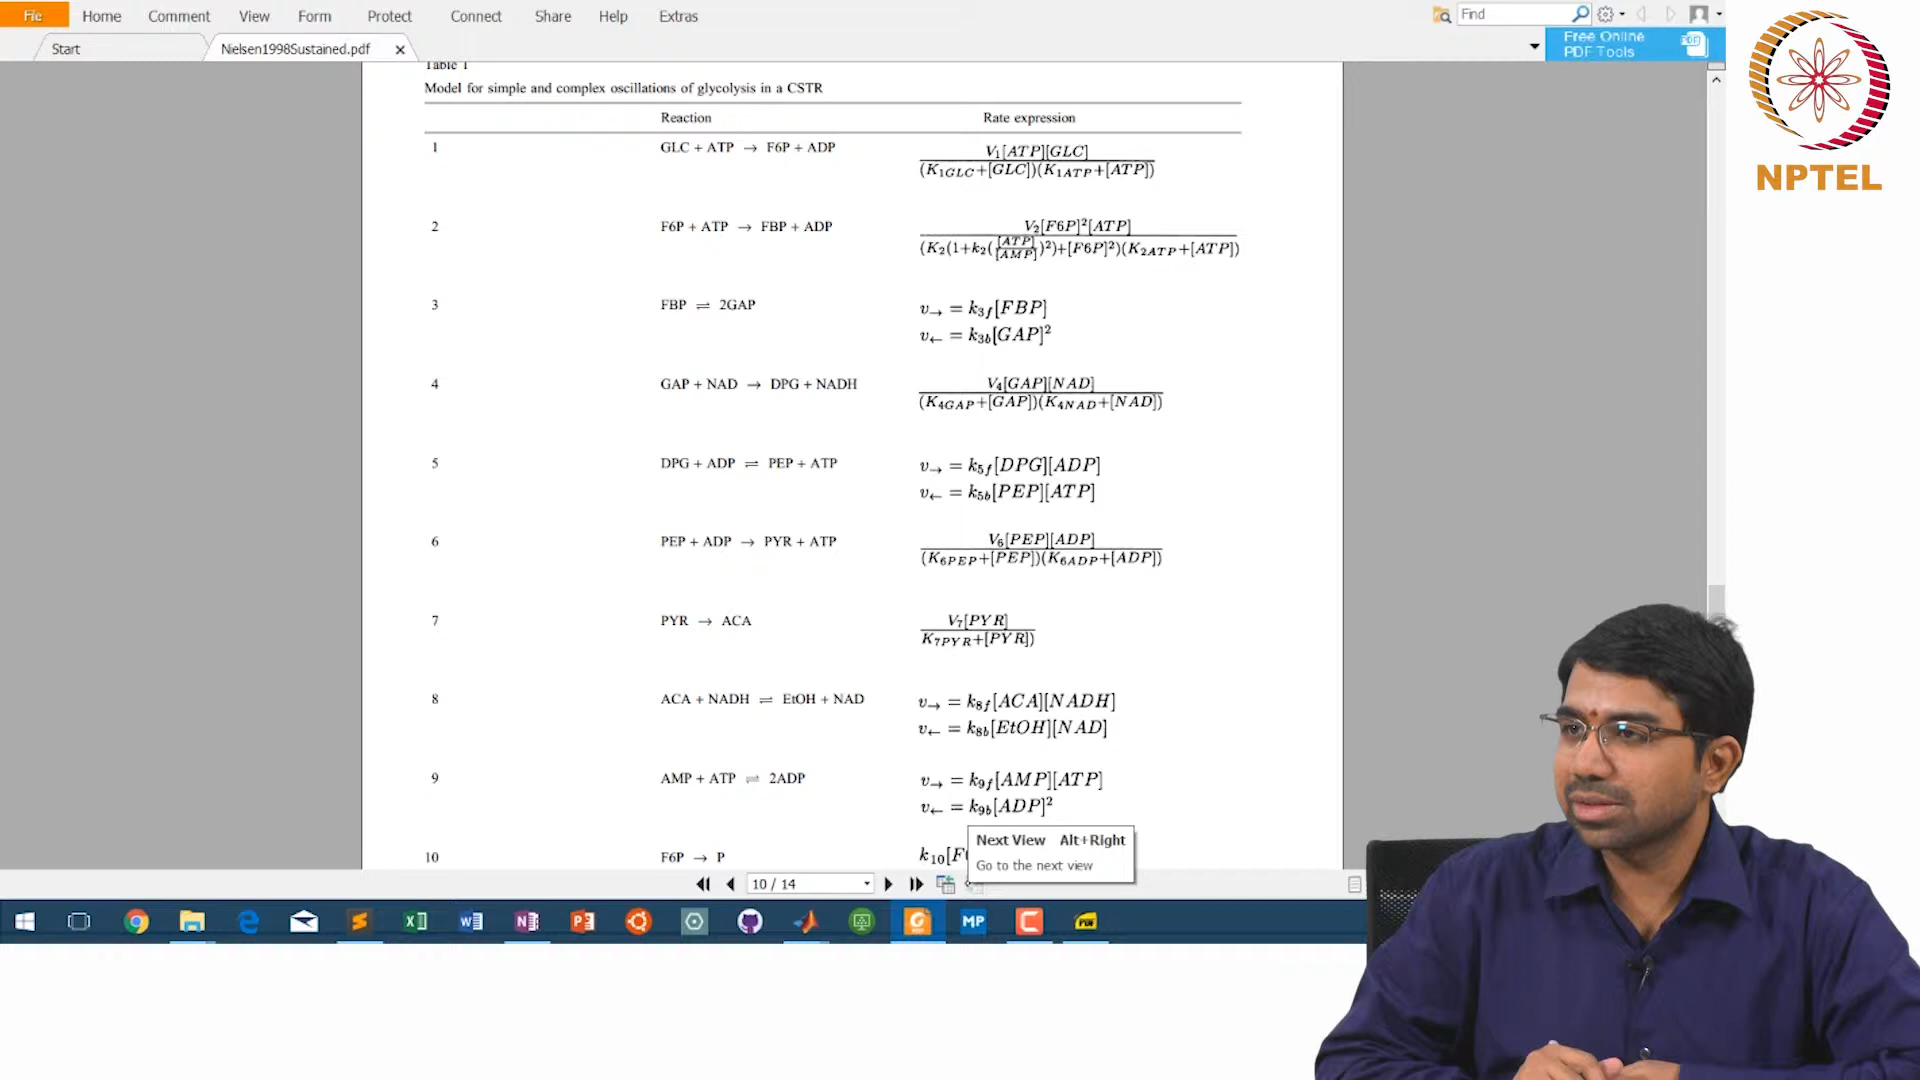 File Home Comment View Form Protect Connect Share Help Extras Find
Start Nielsen1998Sustained.pdf × Free Online PDF Tools
NPTEL
Table 1
Model for simple and complex oscillations of glycolysis in a CSTR
Reaction Rate expression
1 GLC + ATP → F6P + ADP V₁[ATP][GLC] / (K₁GLC+[GLC])(K₁ATP+[ATP])
2 F6P + ATP → FBP + ADP V₂[F6P]²[ATP] / (K₂(1+k₂([ATP]/[AMP])²)+[F6P]²)(K₂ATP+[ATP])
3 FBP ⇌ 2GAP v→ = k₃f[FBP]
v← = k₃b[GAP]²
4 GAP + NAD → DPG + NADH V₄[GAP][NAD] / (K₄GAP+[GAP])(K₄NAD+[NAD])
5 DPG + ADP ⇌ PEP + ATP v→ = k₅f[DPG][ADP]
v← = k₅b[PEP][ATP]
6 PEP + ADP → PYR + ATP V₆[PEP][ADP] / (K₆PEP+[PEP])(K₆ADP+[ADP])
7 PYR → ACA V₇[PYR] / K₇PYR+[PYR])
8 ACA + NADH ⇌ EtOH + NAD v→ = k₈f[ACA][NADH]
v← = k₈b[EtOH][NAD]
9 AMP + ATP ⇌ 2ADP v→ = k₉f[AMP][ATP]
v← = k₉b[ADP]²
10 F6P → P k₁₀[F
Next View Alt+Right
Go to the next view
10 / 14
MP